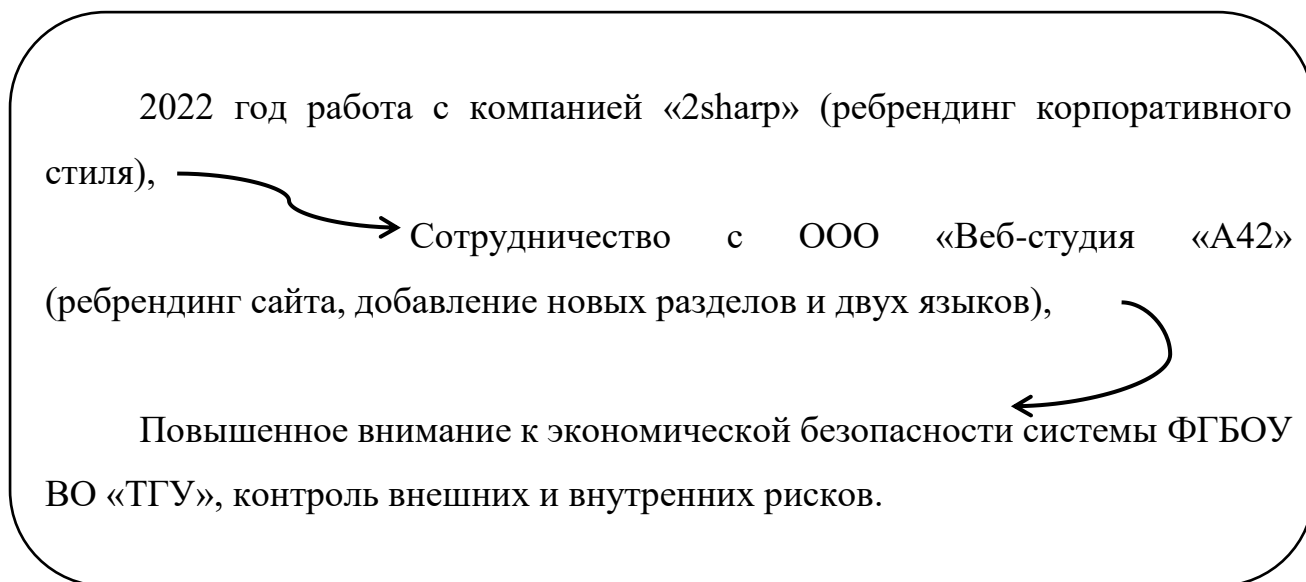 2022 год работа с компанией «2sharp» (ребрендинг корпоративного
стиля),
Сотрудничество с ООО «Веб-студия «А42»
(ребрендинг сайта, добавление новых разделов и двух языков),
Повышенное внимание к экономической безопасности системы ФГБОУ
ВО «ТГУ», контроль внешних и внутренних рисков.